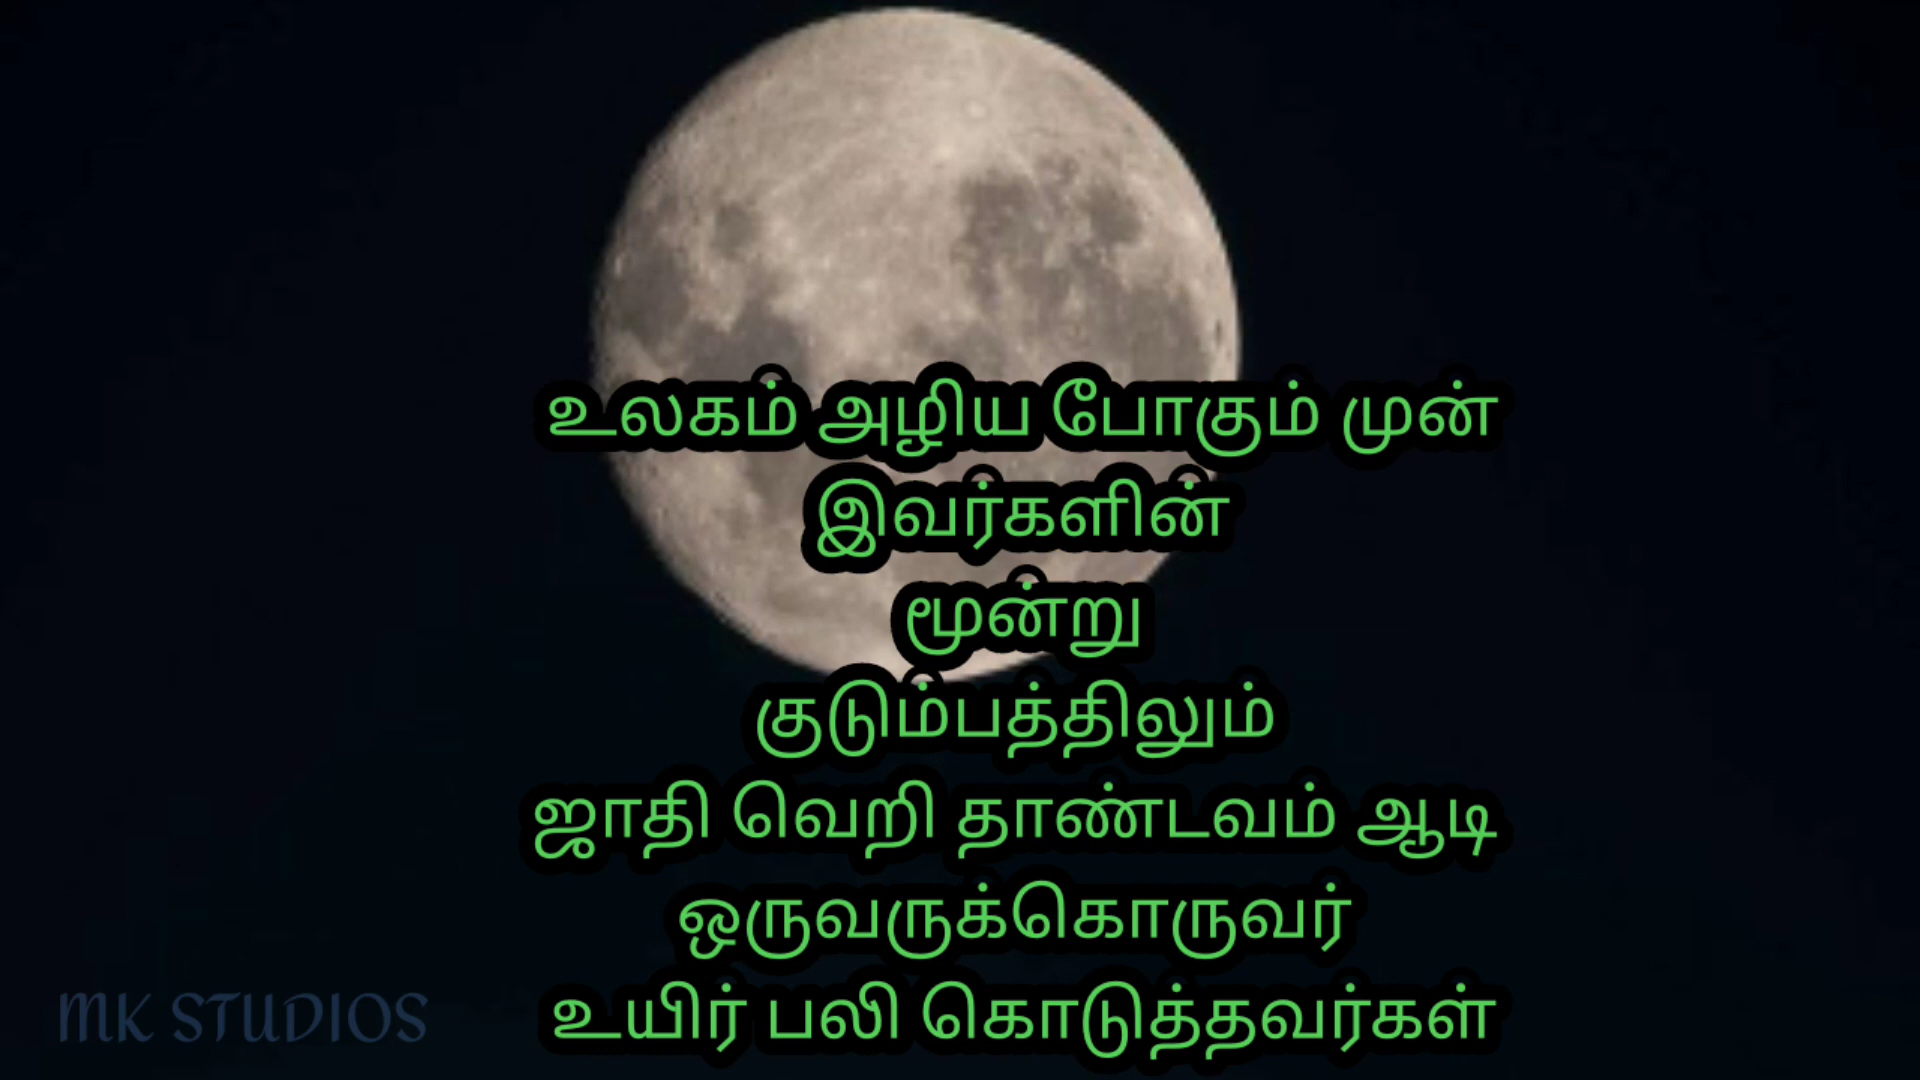 உலகம் அழிய போகும் முன்
இவர்களின்
மூன்று
குடும்பத்திலும்
ஜாதி வெறி தாண்டவம் ஆடி
ஒருவருக்கொருவர்
உயிர் பலி கொடுத்தவர்கள்
MK STUDIOS